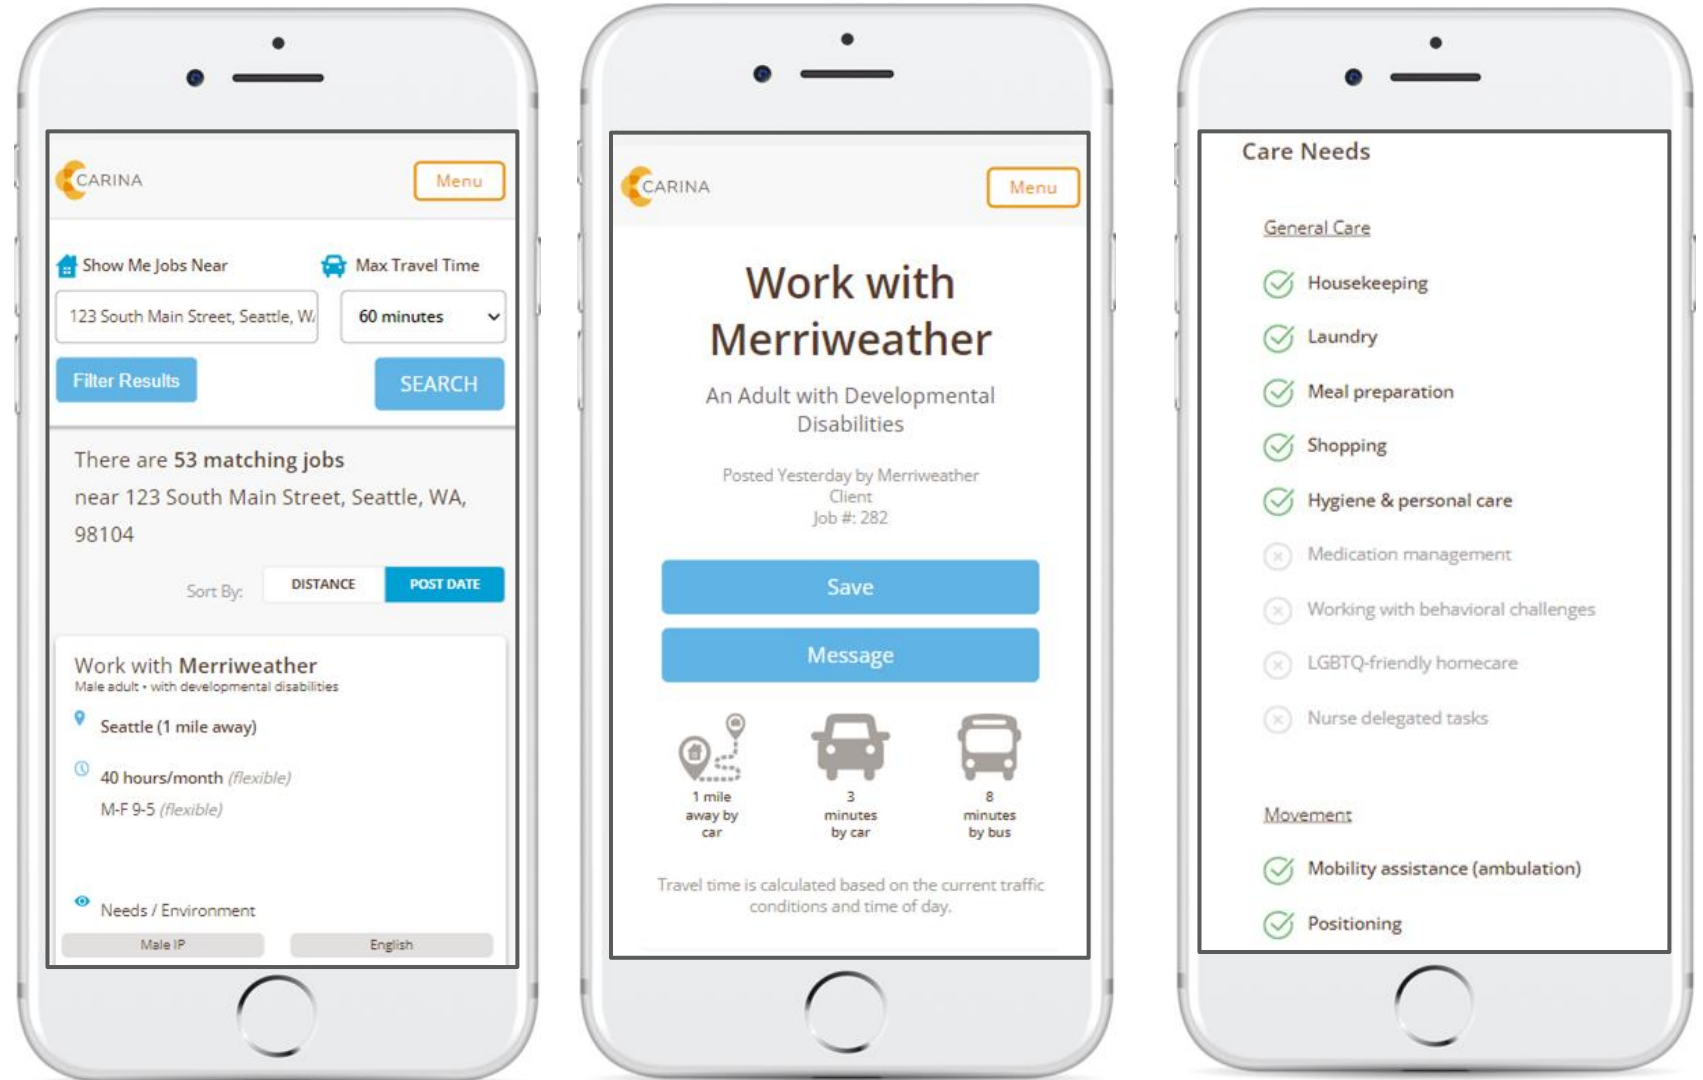 CARINA
Menu
Show Me Jobs Near
Max Travel Time
123 South Main Street, Seattle, W
60 minutes
Filter Results
SEARCH
There are 53 matching jobs
near 123 South Main Street, Seattle, WA,
98104
Sort By:
DISTANCE
POST DATE
Work with Merriweather
Male adult • with developmental disabilities
Seattle (1 mile away)
40 hours/month (flexible)
M-F 9-5 (flexible)
Needs / Environment
Male IP
English
CARINA
Menu
Work with
Merriweather
An Adult with Developmental
Disabilities
Posted Yesterday by Merriweather
Client
Job #: 282
Save
Message
1 mile
away by
car
3
minutes
by car
8
minutes
by bus
Travel time is calculated based on the current traffic
conditions and time of day.
Care Needs
General Care
Housekeeping
Laundry
Meal preparation
Shopping
Hygiene & personal care
Medication management
Working with behavioral challenges
LGBTQ-friendly homecare
Nurse delegated tasks
Movement
Mobility assistance (ambulation)
Positioning